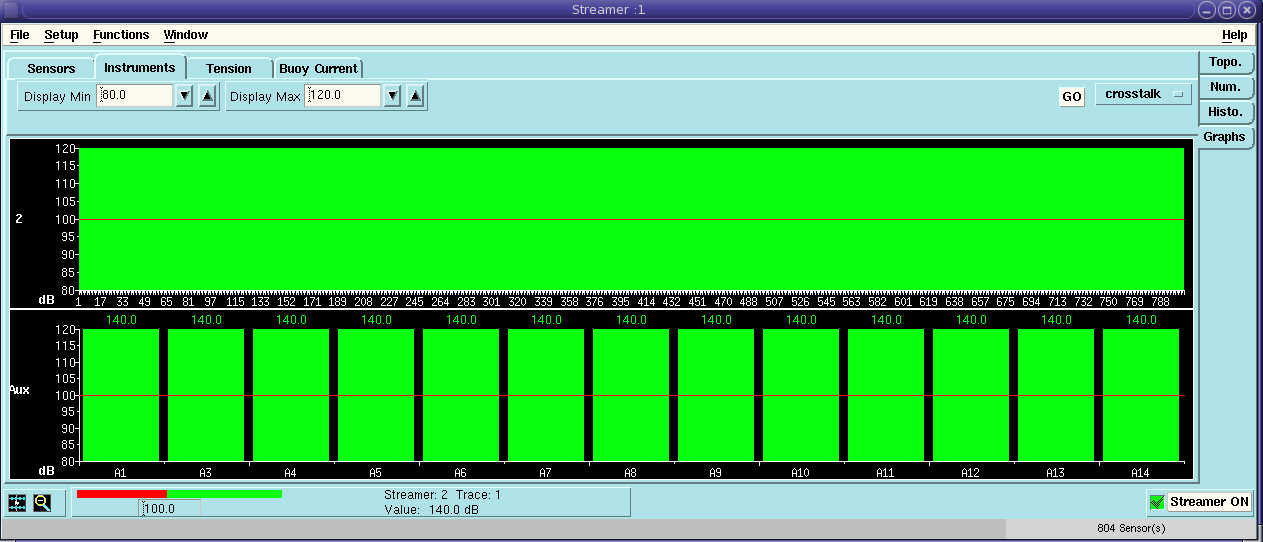 Streamer :1
File Setup Functions Window Help
Sensors Instruments Tension Buoy Current Topo.
Display Min 80.0 Display Max 120.0 GO crosstalk Num.
Histo.
Graphs
120
115
110
105
2 100
95
90
85
80
dB 1 17 33 49 65 81 97 115 133 152 171 189 208 227 245 264 283 301 320 339 358 376 395 414 432 451 470 488 507 526 545 563 582 601 619 638 657 675 694 713 732 750 769 788
140.0 140.0 140.0 140.0 140.0 140.0 140.0 140.0 140.0 140.0 140.0 140.0 140.0
120
115
110
105
Aux 100
95
90
85
80
dB A1 A3 A4 A5 A6 A7 A8 A9 A10 A11 A12 A13 A14
Streamer: 2 Trace: 1
100.0 Value: 140.0 dB
Streamer ON
804 Sensor(s)